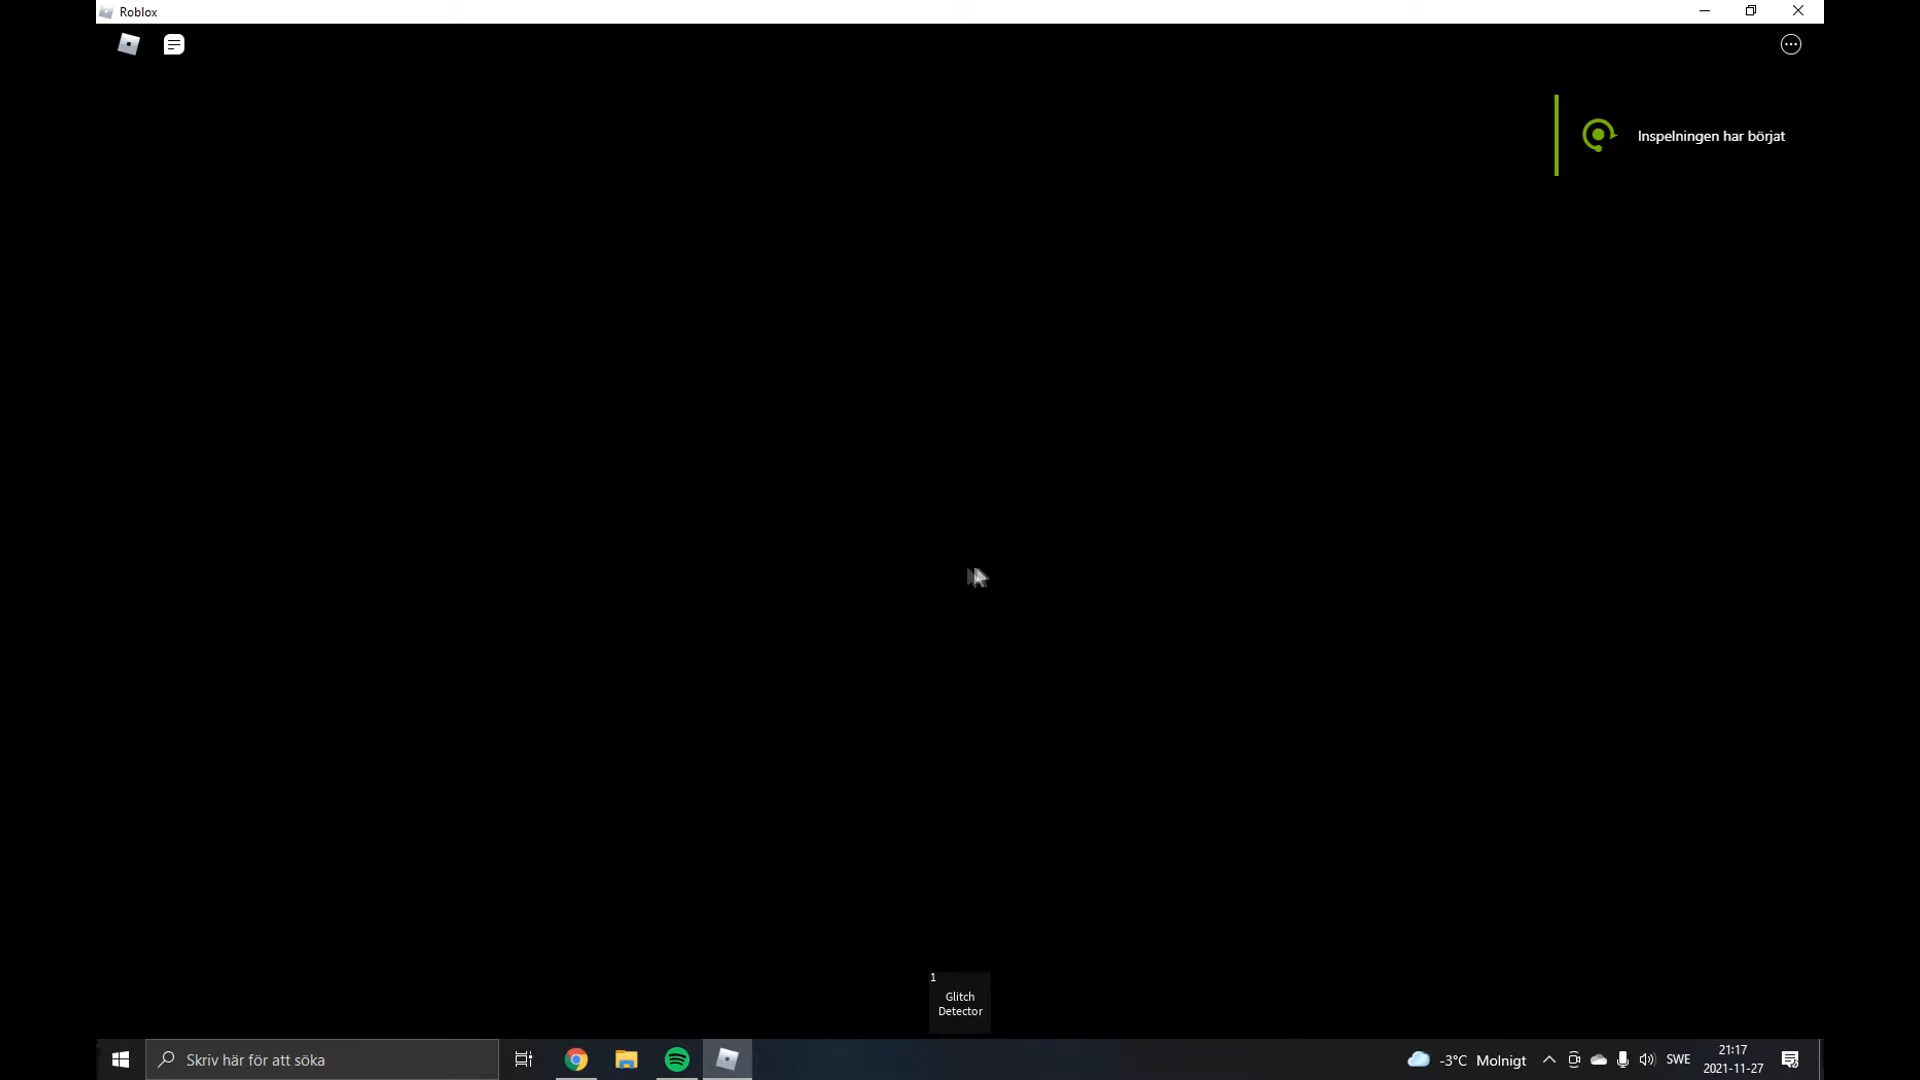 Roblox
Inspelningen har börjat
1
Glitch
Detector
Skriv här för att söka
-3°C Molnigt
SWE
21:17
2021-11-27